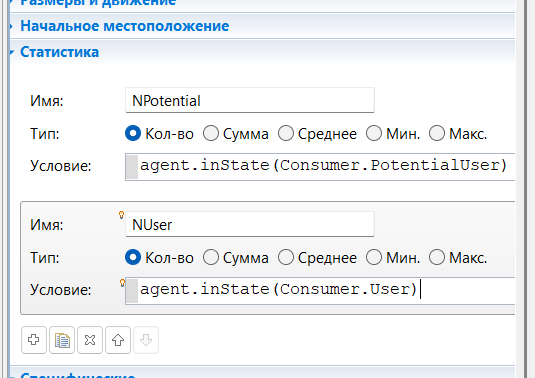 Размеры и движение
Начальное местоположение
Статистика
Имя: NPotential
Тип: Кол-во Сумма Среднее Мин. Макс.
Условие: agent.inState(Consumer.PotentialUser)
Имя: NUser
Тип: Кол-во Сумма Среднее Мин. Макс.
Условие: agent.inState(Consumer.User)
Специфические